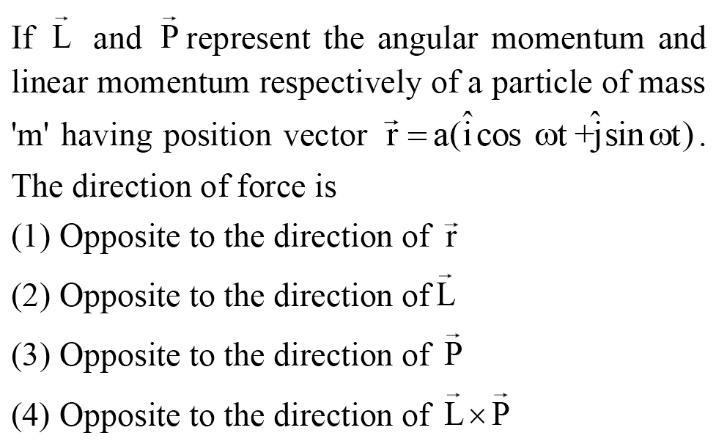 If L⃗ and P⃗ represent the angular momentum and
linear momentum respectively of a particle of mass
'm' having position vector r⃗ = a(î cos ωt + ĵ sin ωt).
The direction of force is
(1) Opposite to the direction of r⃗
(2) Opposite to the direction of L⃗
(3) Opposite to the direction of P⃗
(4) Opposite to the direction of L⃗ × P⃗